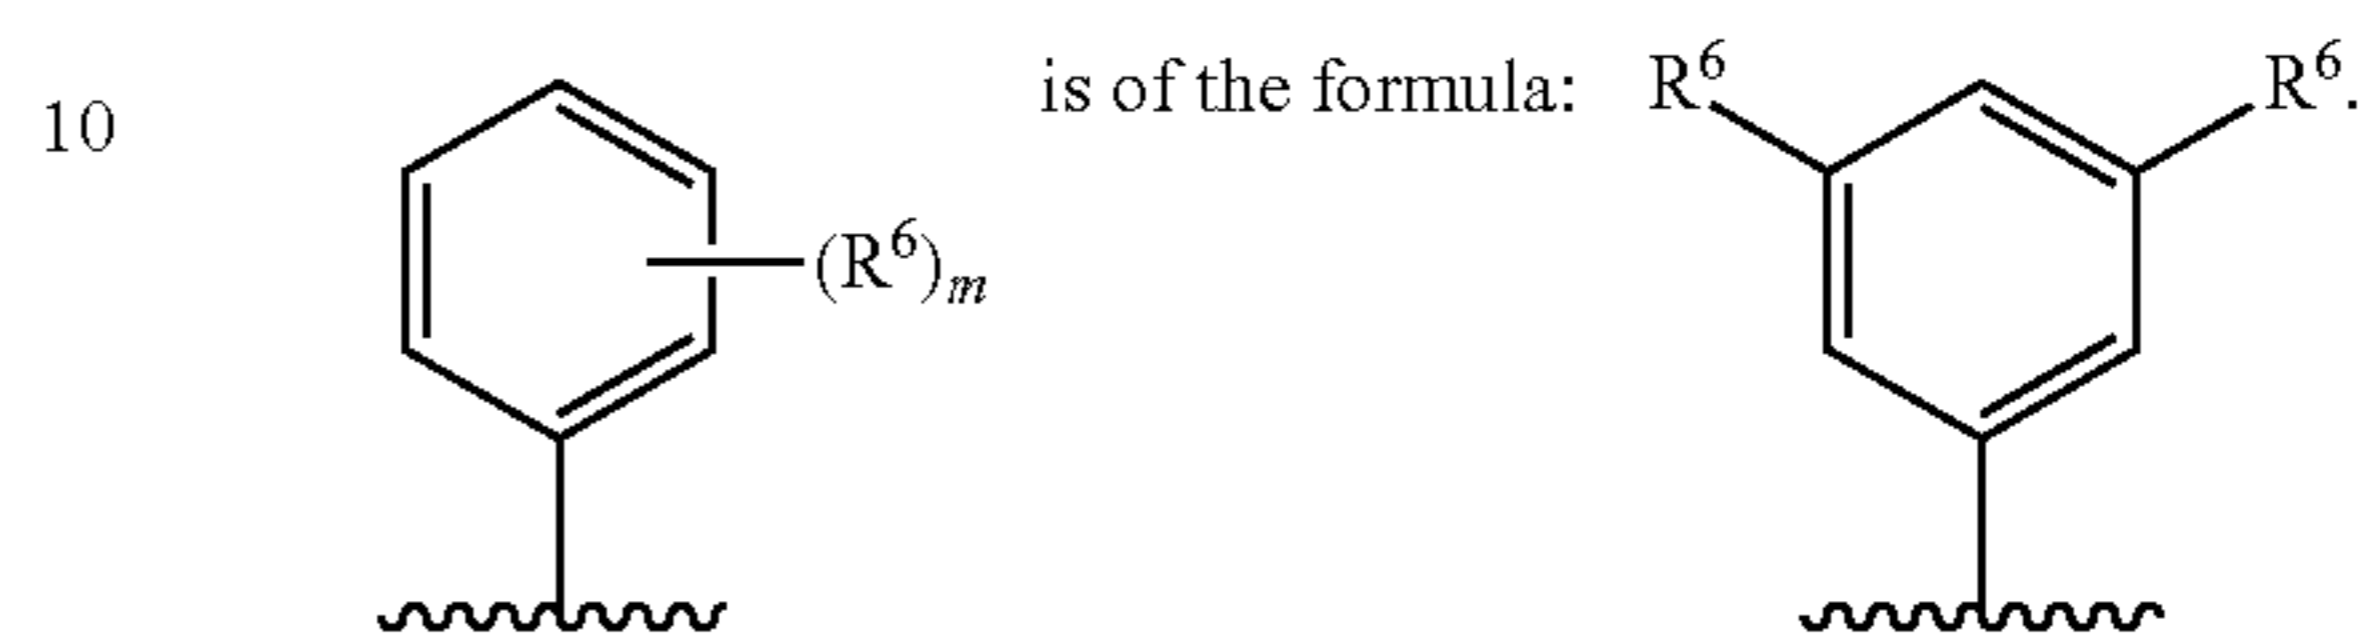 10 (R⁶)ₘ is of the formula: R⁶ R⁶.